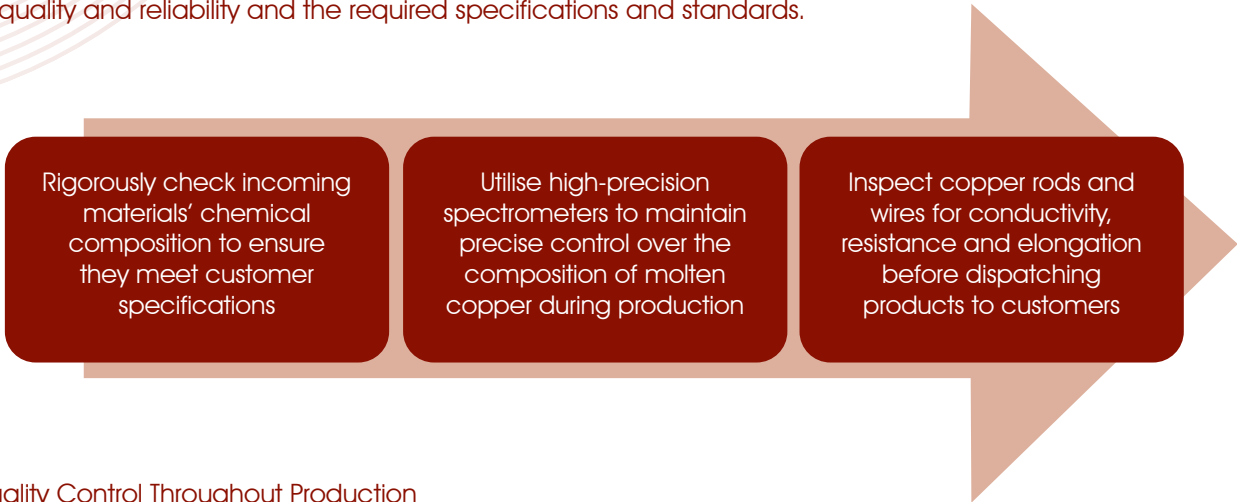 quality and reliability and the required specifications and standards.
Rigorously check incoming
materials' chemical
composition to ensure
they meet customer
specifications
Utilise high-precision
spectrometers to maintain
precise control over the
composition of molten
copper during production
Inspect copper rods and
wires for conductivity,
resistance and elongation
before dispatching
products to customers
Control Throughout Production